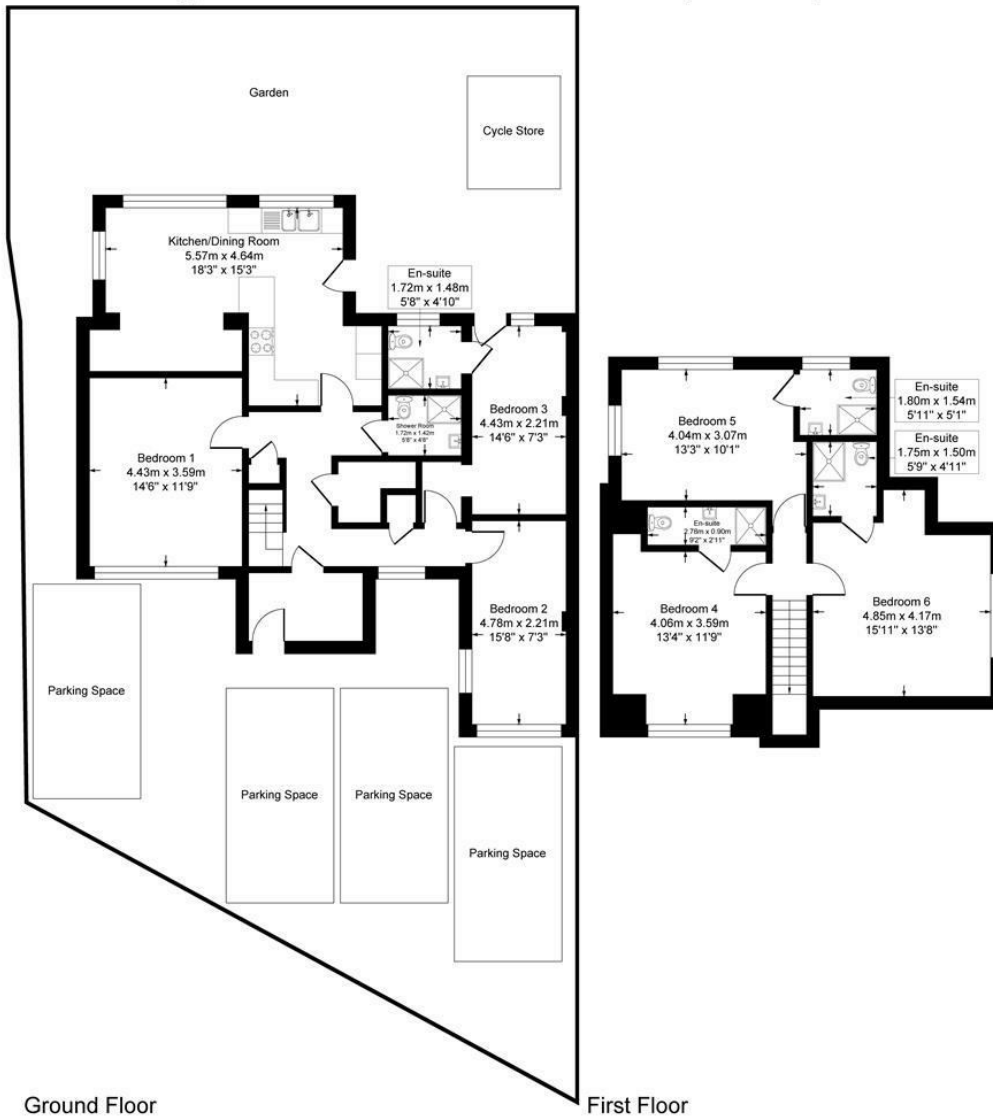 Garden
Cycle Store
Kitchen/Dining Room
5.57m x 4.64m
18'3" x 15'3"
En-suite
1.72m x 1.48m
5'8" x 4'10"
Shower Room
1.72m x 1.42m
5'8" x 4'8"
Bedroom 3
4.43m x 2.21m
14'6" x 7'3"
Bedroom 1
4.43m x 3.59m
14'6" x 11'9"
Bedroom 2
4.78m x 2.21m
15'8" x 7'3"
Parking Space
Parking Space
Parking Space
Parking Space
Ground Floor
Bedroom 5
4.04m x 3.07m
13'3" x 10'1"
En-suite
1.80m x 1.54m
5'11" x 5'1"
En-suite
1.75m x 1.50m
5'9" x 4'11"
En-suite
2.78m x 0.90m
9'2" x 2'11"
Bedroom 4
4.06m x 3.59m
13'4" x 11'9"
Bedroom 6
4.85m x 4.17m
15'11" x 13'8"
First Floor